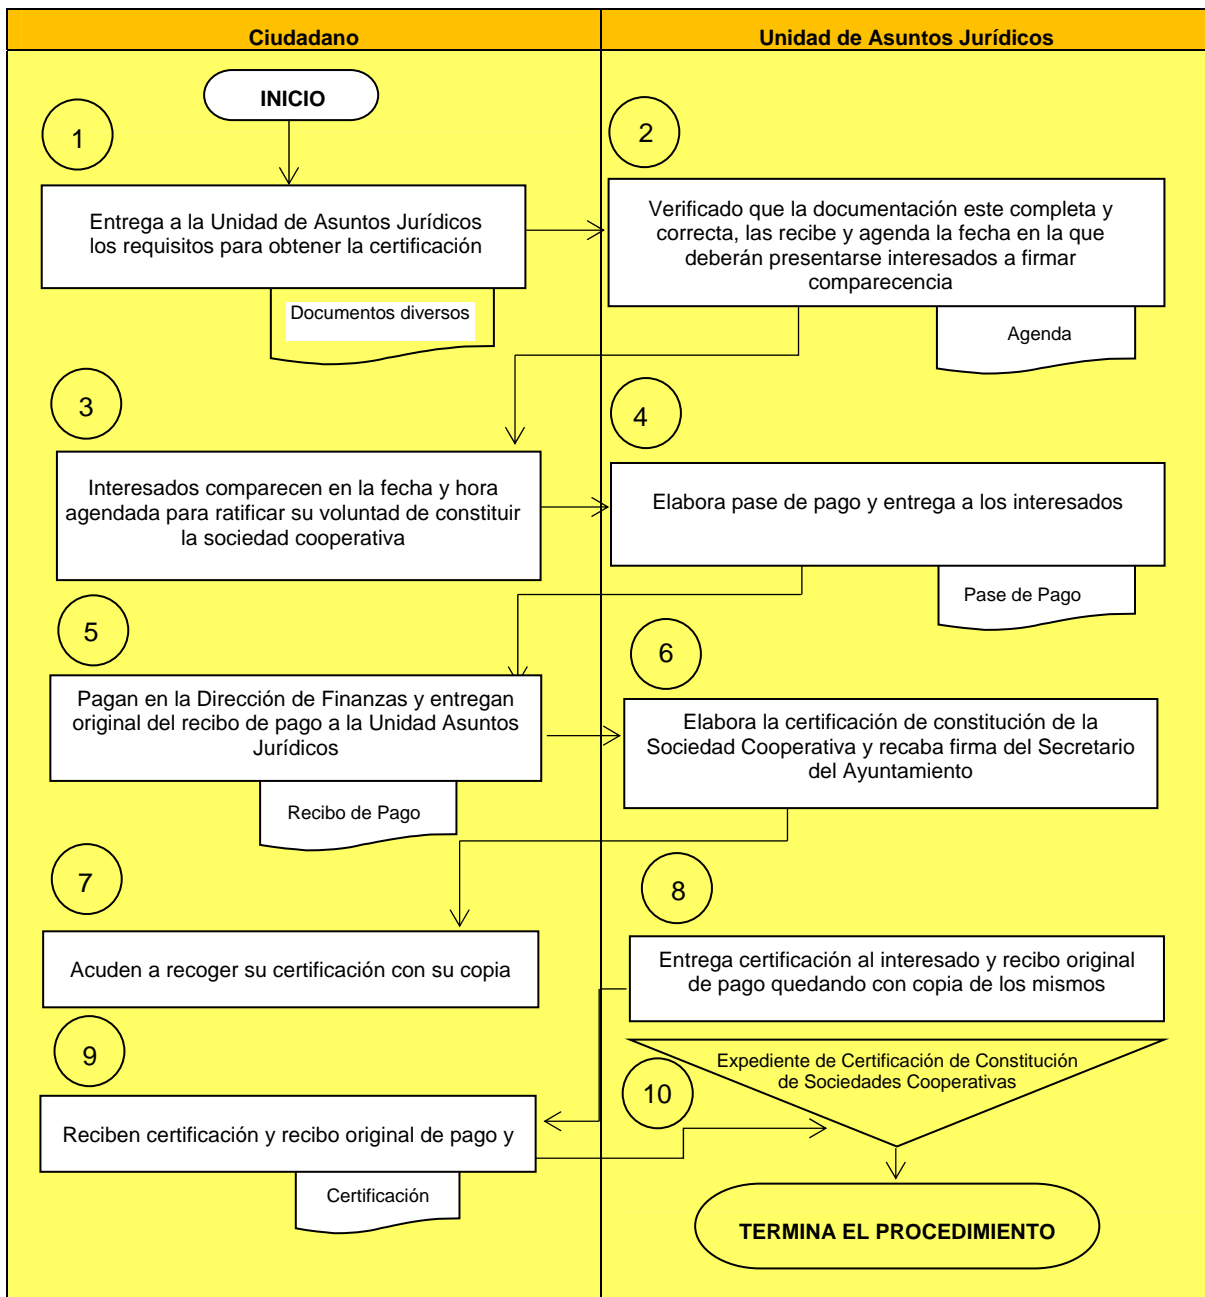 Ciudadano
Unidad de Asuntos Jurídicos
INICIO
1
2
Entrega a la Unidad de Asuntos Jurídicos
los requisitos para obtener la certificación
Documentos diversos
Verificado que la documentación este completa y
correcta, las recibe y agenda la fecha en la que
deberán presentarse interesados a firmar
comparecencia
Agenda
3
4
Interesados comparecen en la fecha y hora
agendada para ratificar su voluntad de constituir
la sociedad cooperativa
Elabora pase de pago y entrega a los interesados
Pase de Pago
5
6
Pagan en la Dirección de Finanzas y entregan
original del recibo de pago a la Unidad Asuntos
Jurídicos
Recibo de Pago
Elabora la certificación de constitución de la
Sociedad Cooperativa y recaba firma del Secretario
del Ayuntamiento
7
8
Acuden a recoger su certificación con su copia
Entrega certificación al interesado y recibo original
de pago quedando con copia de los mismos
9
10
Expediente de Certificación de Constitución
de Sociedades Cooperativas
Reciben certificación y recibo original de pago y
Certificación
TERMINA EL PROCEDIMIENTO